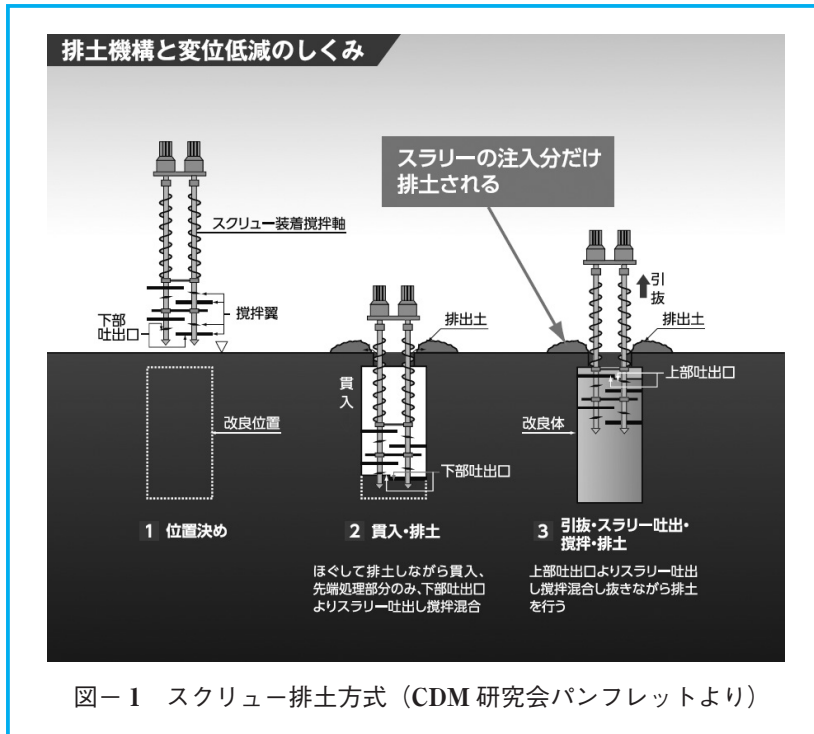 排土機構と変位低減のしくみ
スラリーの注入分だけ
排土される
スクリュー装着撹拌軸
下部
吐出口
撹拌翼
改良位置
1 位置決め
排出土
貫
入
下部吐出口
2 貫入・排土
ほぐして排土しながら貫入、
先端処理部分のみ、下部吐出口
よりスラリー吐出し撹拌混合
引
抜
排出土
上部吐出口
改良体
3 引抜・スラリー吐出・
撹拌・排土
上部吐出口よりスラリー吐出
し撹拌混合し抜きながら排土
を行う
図－1 スクリュー排土方式（CDM 研究会パンフレットより）